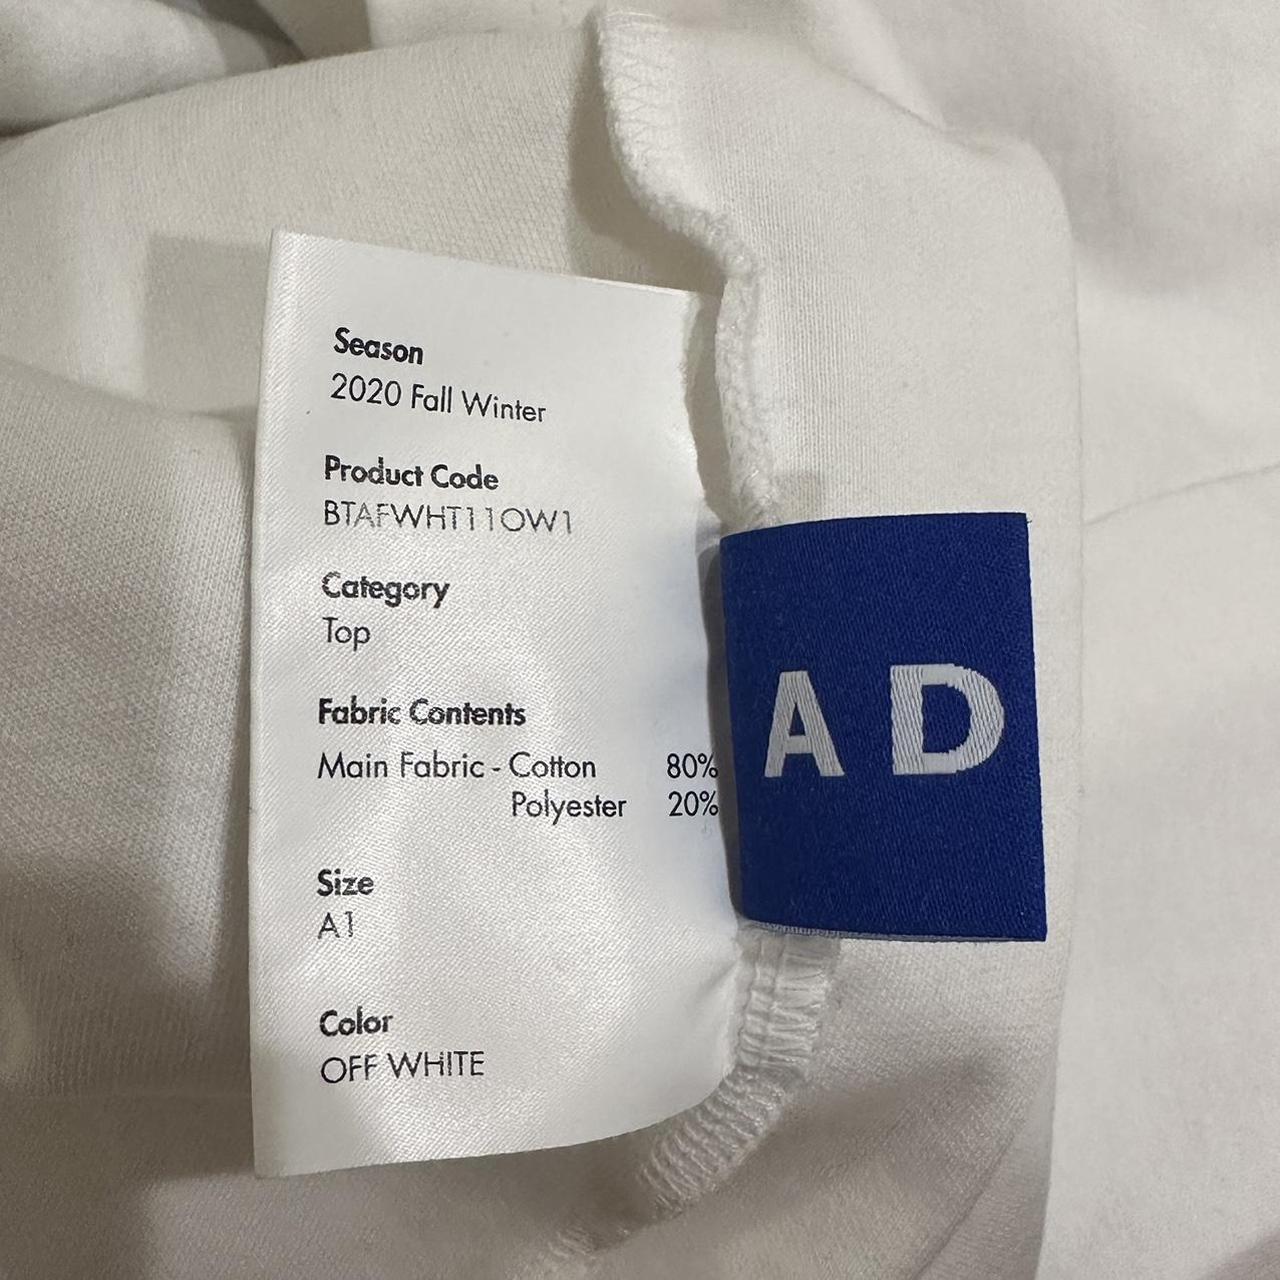 Season
2020 Fall Winter
Product Code
BTAFWHT11OW1
Category
Top
Fabric Contents
Main Fabric - Cotton 80%
Polyester 20%
Size
A1
Color
OFF WHITE
AD